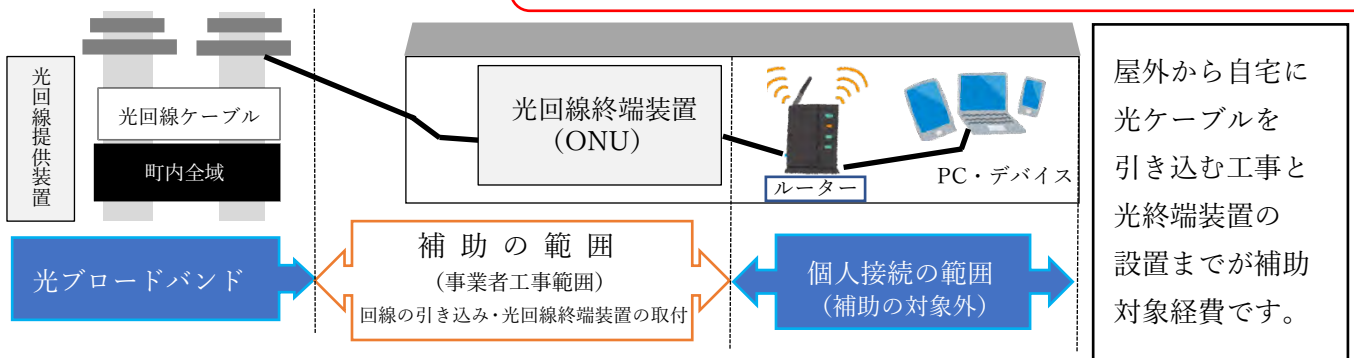 光回線提供装置
光回線ケーブル
町内全域
光回線終端装置
(ONU)
ルーター
PC・デバイス
光ブロードバンド
補助の範囲
(事業者工事範囲)
回線の引き込み・光回線終端装置の取付
個人接続の範囲
(補助の対象外)
屋外から自宅に
光ケーブルを
引き込む工事と
光終端装置の
設置までが補助
対象経費です。